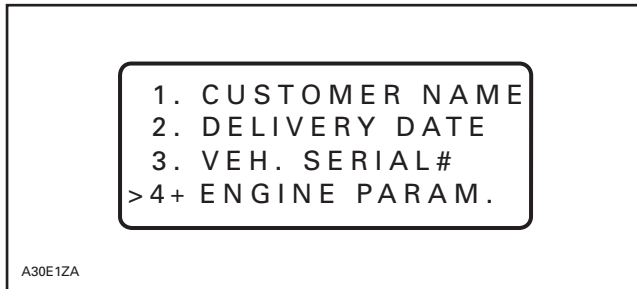 1. CUSTOMER NAME
2. DELIVERY DATE
3. VEH. SERIAL#
>4+ ENGINE PARAM.
A30E1ZA